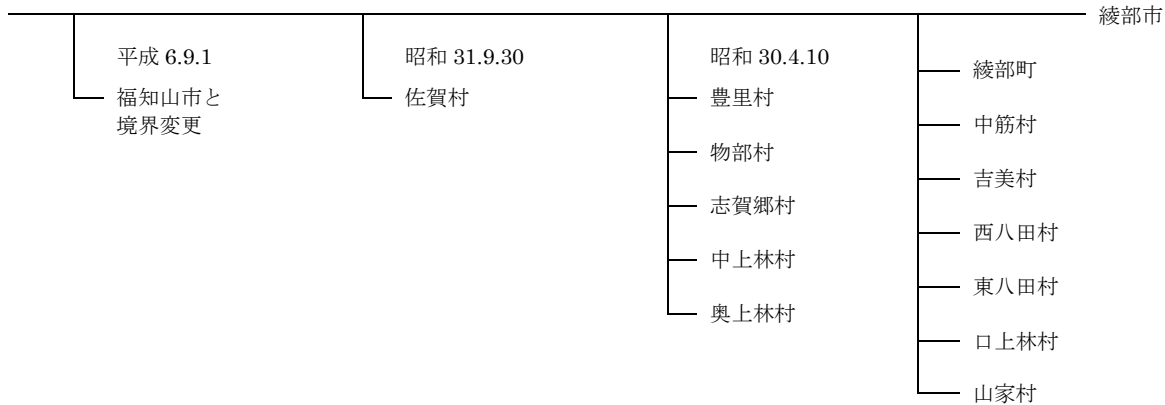 綾部市
綾部町
中筋村
吉美村
西八田村
東八田村
口上林村
山家村
昭和 30.4.10
豊里村
物部村
志賀郷村
中上林村
奥上林村
昭和 31.9.30
佐賀村
平成 6.9.1
福知山市と
境界変更